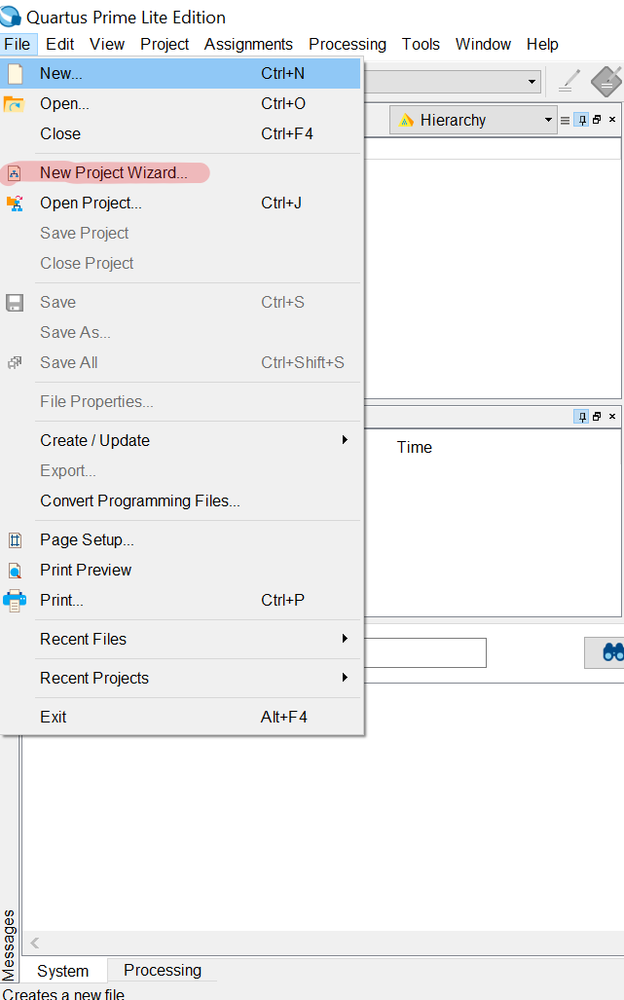 Quartus Prime Lite Edition
File Edit View Project Assignments Processing Tools Window Help
New... Ctrl+N
Open... Ctrl+O
Close Ctrl+F4
Hierarchy
New Project Wizard...
Open Project... Ctrl+J
Save Project
Close Project
Save Ctrl+S
Save As...
Save All Ctrl+Shift+S
File Properties...
Create / Update
Time
Export...
Convert Programming Files...
Page Setup...
Print Preview
Print... Ctrl+P
Recent Files
Recent Projects
Exit Alt+F4
Messages
System Processing
Creates a new file